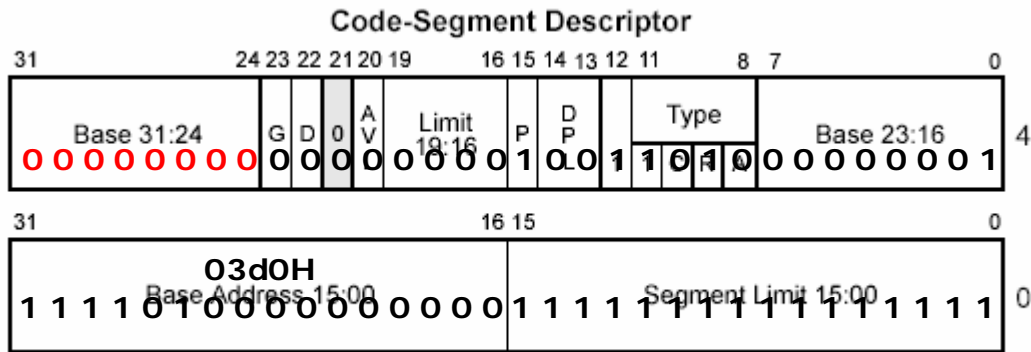 Code-Segment Descriptor
31 24 23 22 21 20 19 16 15 14 13 12 11 8 7 0
Base 31:24 G D 0 AVL Limit 19:16 P DPL Type Base 23:16 4
1 1 C R A
0 0 0 0 0 0 0 0 0 0 0 0 0 0 0 0 1 0 0 1 1 0 1 0 0 0 0 0 0 0 0 1
31 16 15 0
03d0H
Base Address 15:00 Segment Limit 15:00 0
1 1 1 1 0 1 0 0 0 0 0 0 0 0 0 0 1 1 1 1 1 1 1 1 1 1 1 1 1 1 1 1